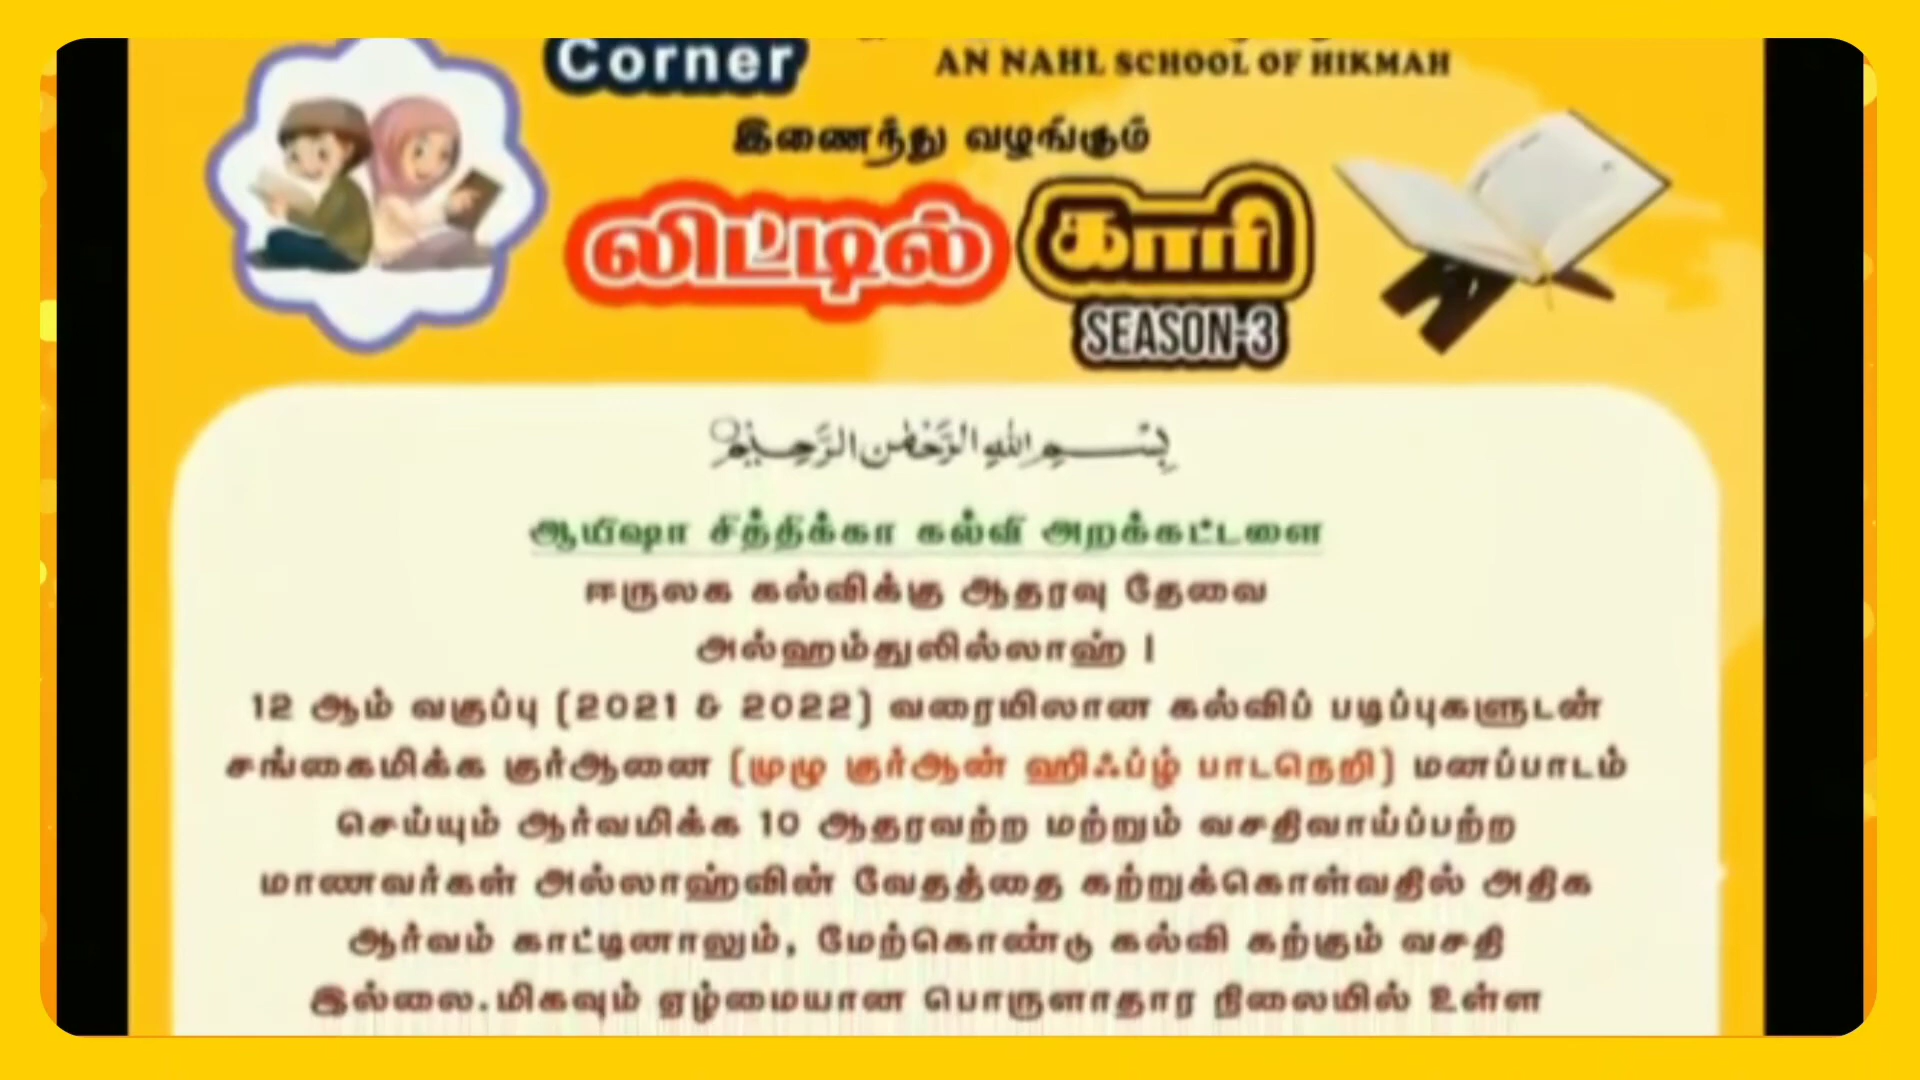 Corner
AN NAHL SCHOOL OF HIKMAH
இணைந்து வழங்கும்
லிட்டில் காரி
SEASON-3
بِسْمِ اللهِ الرَّحْمٰنِ الرَّحِيْمِ
ஆயிஷா சித்திக்கா கல்வி அறக்கட்டளை
ஈருலக கல்விக்கு ஆதரவு தேவை
அல்ஹம்துலில்லாஹ் !
12 ஆம் வகுப்பு (2021 & 2022) வரையிலான கல்விப் படிப்புகளுடன்
சங்கைமிக்க குர்ஆனை (முழு குர்ஆன் ஹிஃப்ழ் பாடநெறி) மனப்பாடம்
செய்யும் ஆர்வமிக்க 10 ஆதரவற்ற மற்றும் வசதிவாய்ப்பற்ற
மாணவர்கள் அல்லாஹ்வின் வேதத்தை கற்றுக்கொள்வதில் அதிக
ஆர்வம் காட்டினாலும், மேற்கொண்டு கல்வி கற்கும் வசதி
இல்லை.மிகவும் ஏழ்மையான பொருளாதார நிலையில் உள்ள